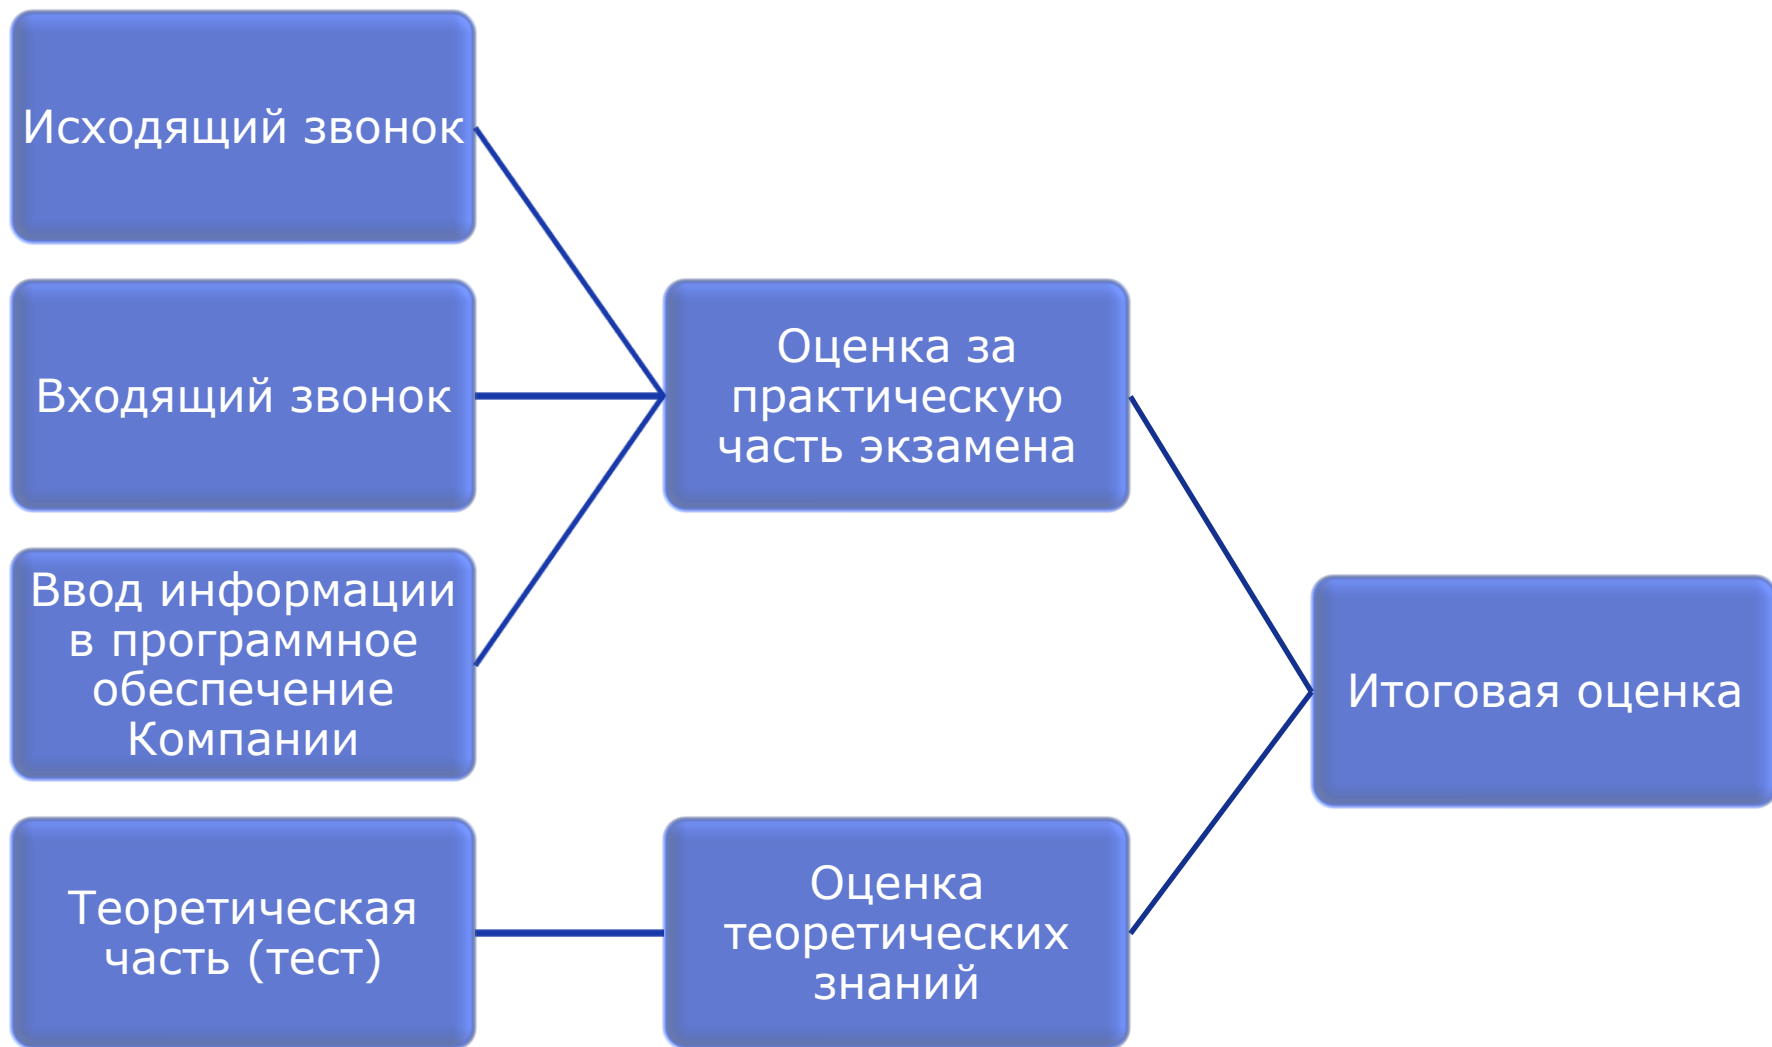 Исходящий звонок
Входящий звонок
Ввод информации
в программное
обеспечение
Компании
Теоретическая
часть (тест)
Оценка за
практическую
часть экзамена
Оценка
теоретических
знаний
Итоговая оценка